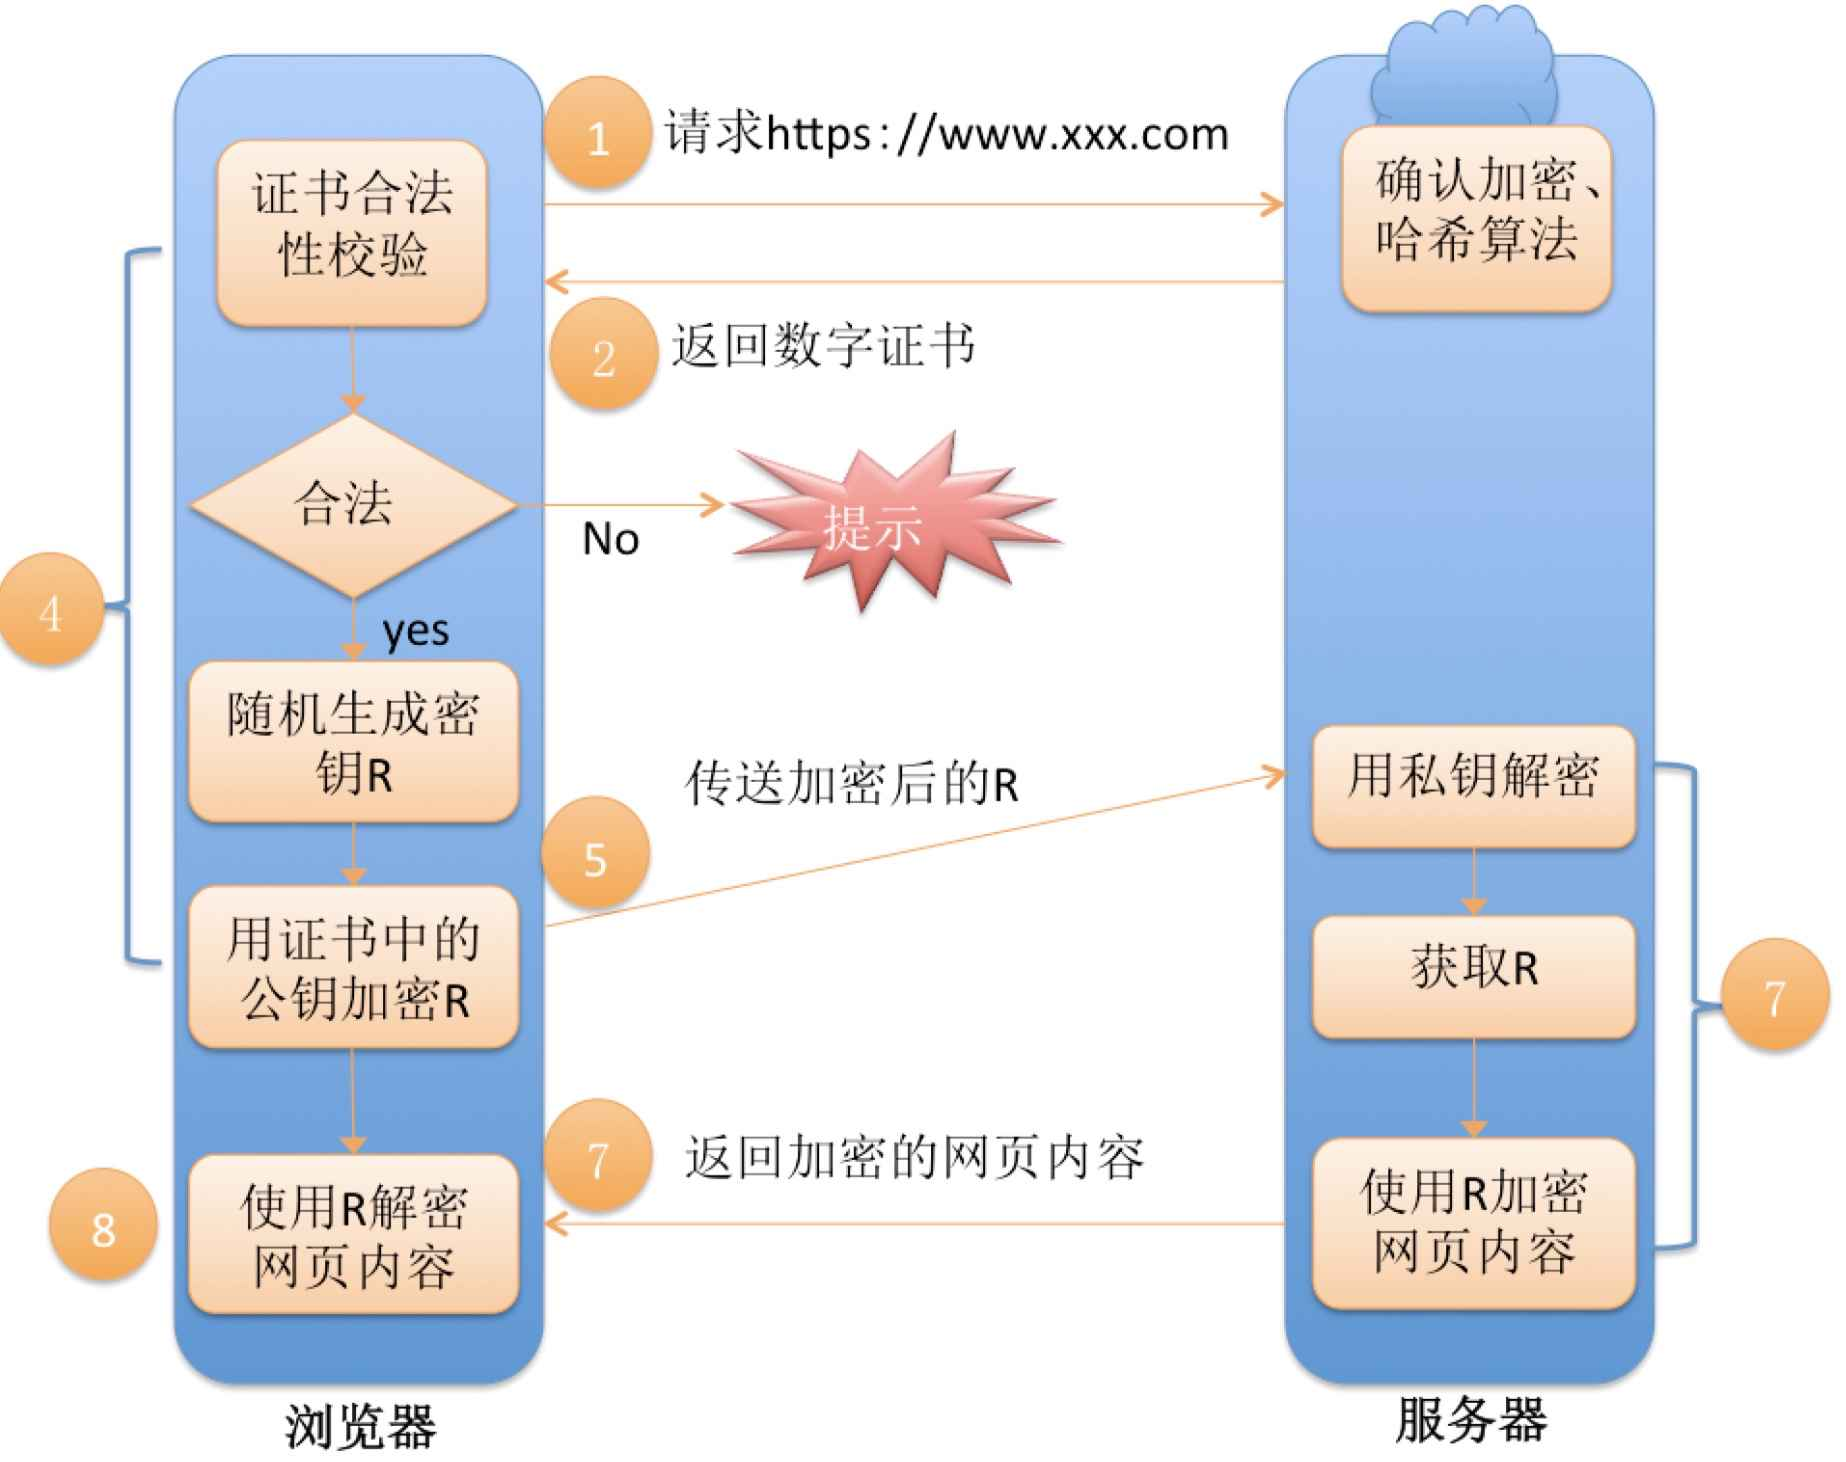 1
请求https://www.xxx.com
证书合法
性校验
确认加密、
哈希算法
2
返回数字证书
合法
No
提示
4
yes
随机生成密
钥R
传送加密后的R
用私钥解密
5
用证书中的
公钥加密R
获取R
7
7
返回加密的网页内容
8
使用R解密
网页内容
使用R加密
网页内容
浏览器
服务器